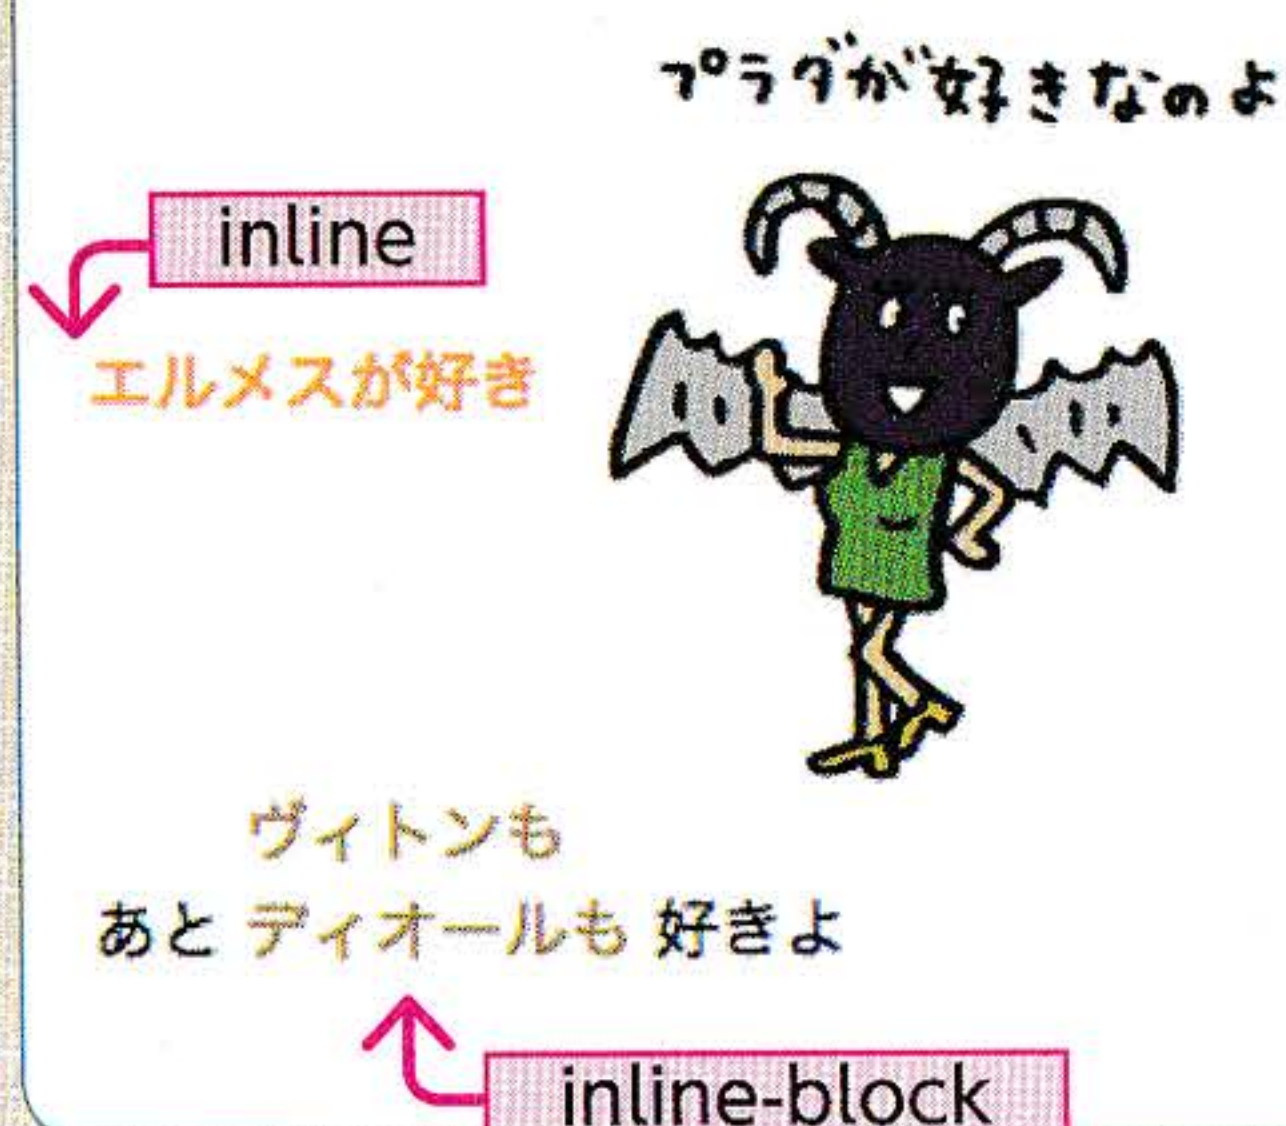 プラダが好きなのよ
inline
エルメスが好き
ヴィトンも
あと ディオールも 好きよ
inline-block